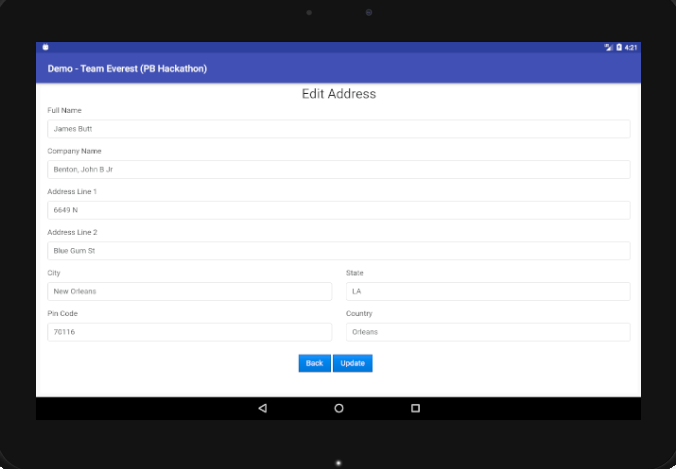 4:21
Demo - Team Everest (PB Hackathon)
Edit Address
Full Name
James Butt
Company Name
Benton, John B Jr
Address Line 1
6649 N
Address Line 2
Blue Gum St
City State
New Orleans LA
Pin Code Country
70116 Orleans
Back Update